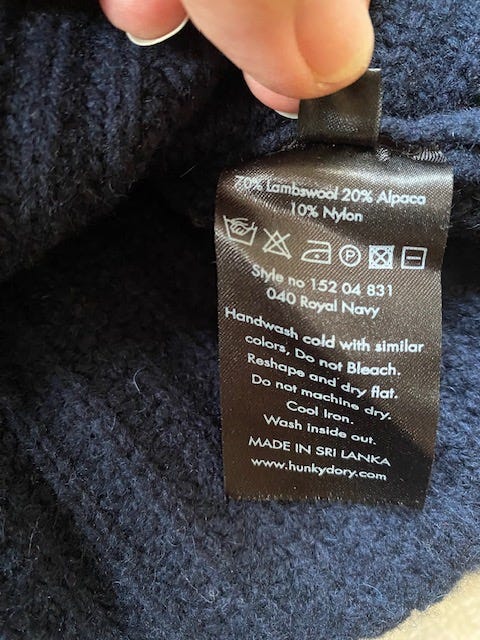 70% Lambswool 20% Alpaca
10% Nylon
P
Style no 152 04 831
040 Royal Navy
Handwash cold with similar
colors, Do not Bleach.
Reshape and dry flat.
Do not machine dry.
Cool Iron.
Wash inside out.
MADE IN SRI LANKA
www.hunkydory.com